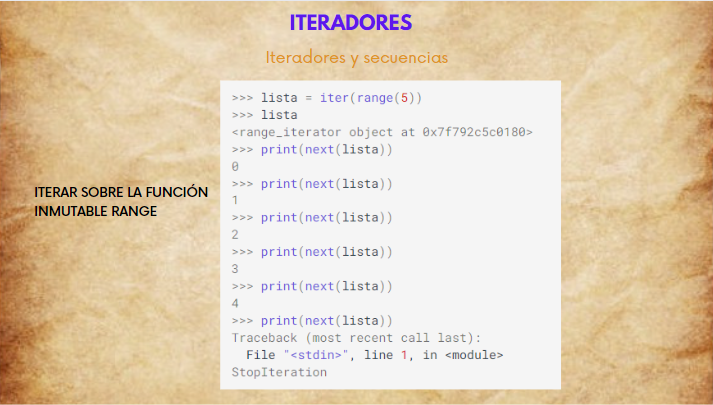 ITERADORES
Iteradores y secuencias
ITERAR SOBRE LA FUNCIÓN
INMUTABLE RANGE
>>> lista = iter(range(5))
>>> lista
<range_iterator object at 0x7f792c5c0180>
>>> print(next(lista))
0
>>> print(next(lista))
1
>>> print(next(lista))
2
>>> print(next(lista))
3
>>> print(next(lista))
4
>>> print(next(lista))
Traceback (most recent call last):
  File "<stdin>", line 1, in <module>
StopIteration